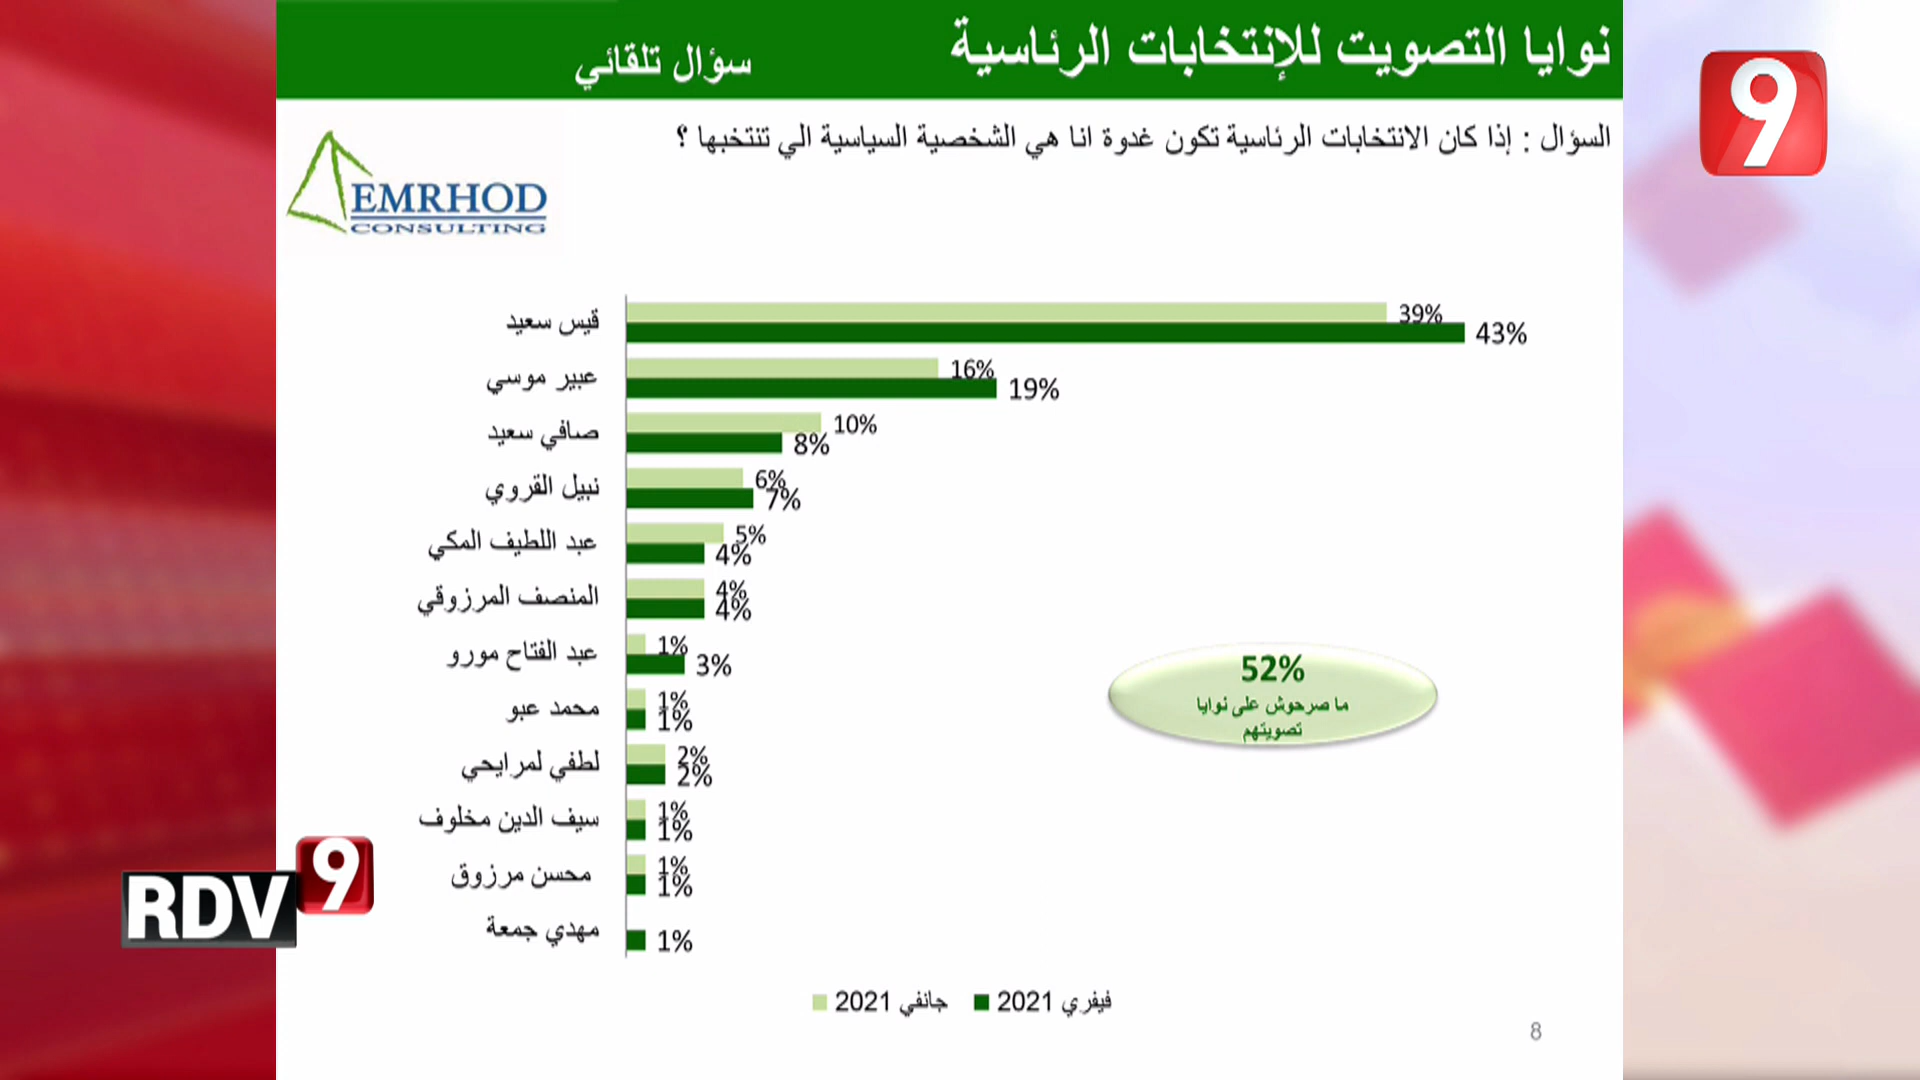 نوايا التصويت للإنتخابات الرئاسية
سؤال تلقائي
9
السؤال : إذا كان الانتخابات الرئاسية تكون غدوة انا هي الشخصية السياسية الي تنتخبها ؟
EMRHOD
CONSULTING
قيس سعيد 39% 43%
عبير موسي 16% 19%
صافي سعيد 10% 8%
نبيل القروي 6% 7%
عبد اللطيف المكي 5% 4%
المنصف المرزوقي 4% 4%
عبد الفتاح مورو 1% 3%
محمد عبو 1% 1%
لطفي لمرايحي 2% 2%
سيف الدين مخلوف 1% 1%
محسن مرزوق 1% 1%
مهدي جمعة 1%
52%
ما صرحوش على نوايا
تصويتهم
جانفي 2021
فيفري 2021
8
RDV 9